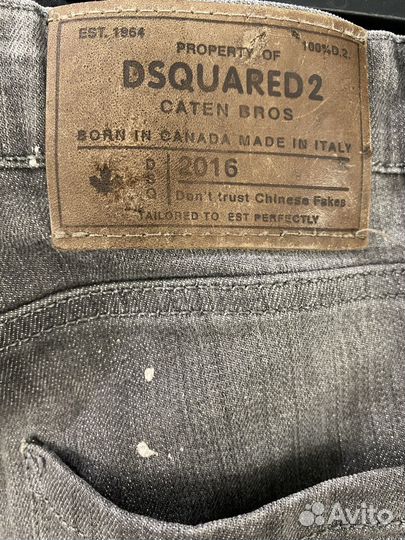 EST. 1964
PROPERTY OF
100% D.2.
DSQUARED2
CATEN BROS
BORN IN CANADA MADE IN ITALY
D
S
Q
2016
Don't trust Chinese Fakes
TAILORED TO EST PERFECTLY
Avito